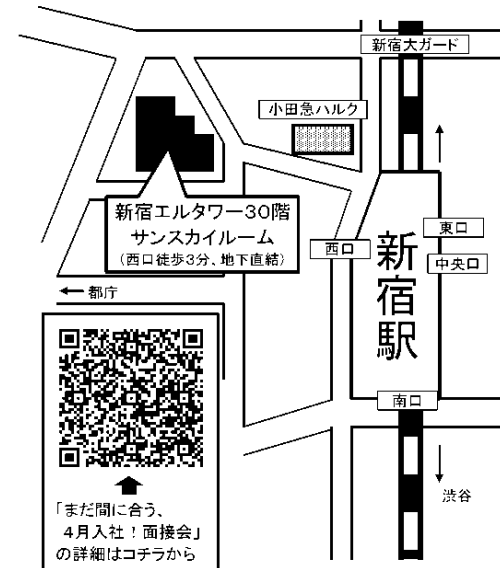 新宿大ガード
小田急ハルク
新宿エルタワー30階
サンスカイルーム
(西口徒歩3分、地下直結)
西口
新宿駅
東口
中央口
←都庁
南口
渋谷
「まだ間に合う、
4月入社！面接会」
の詳細はコチラから